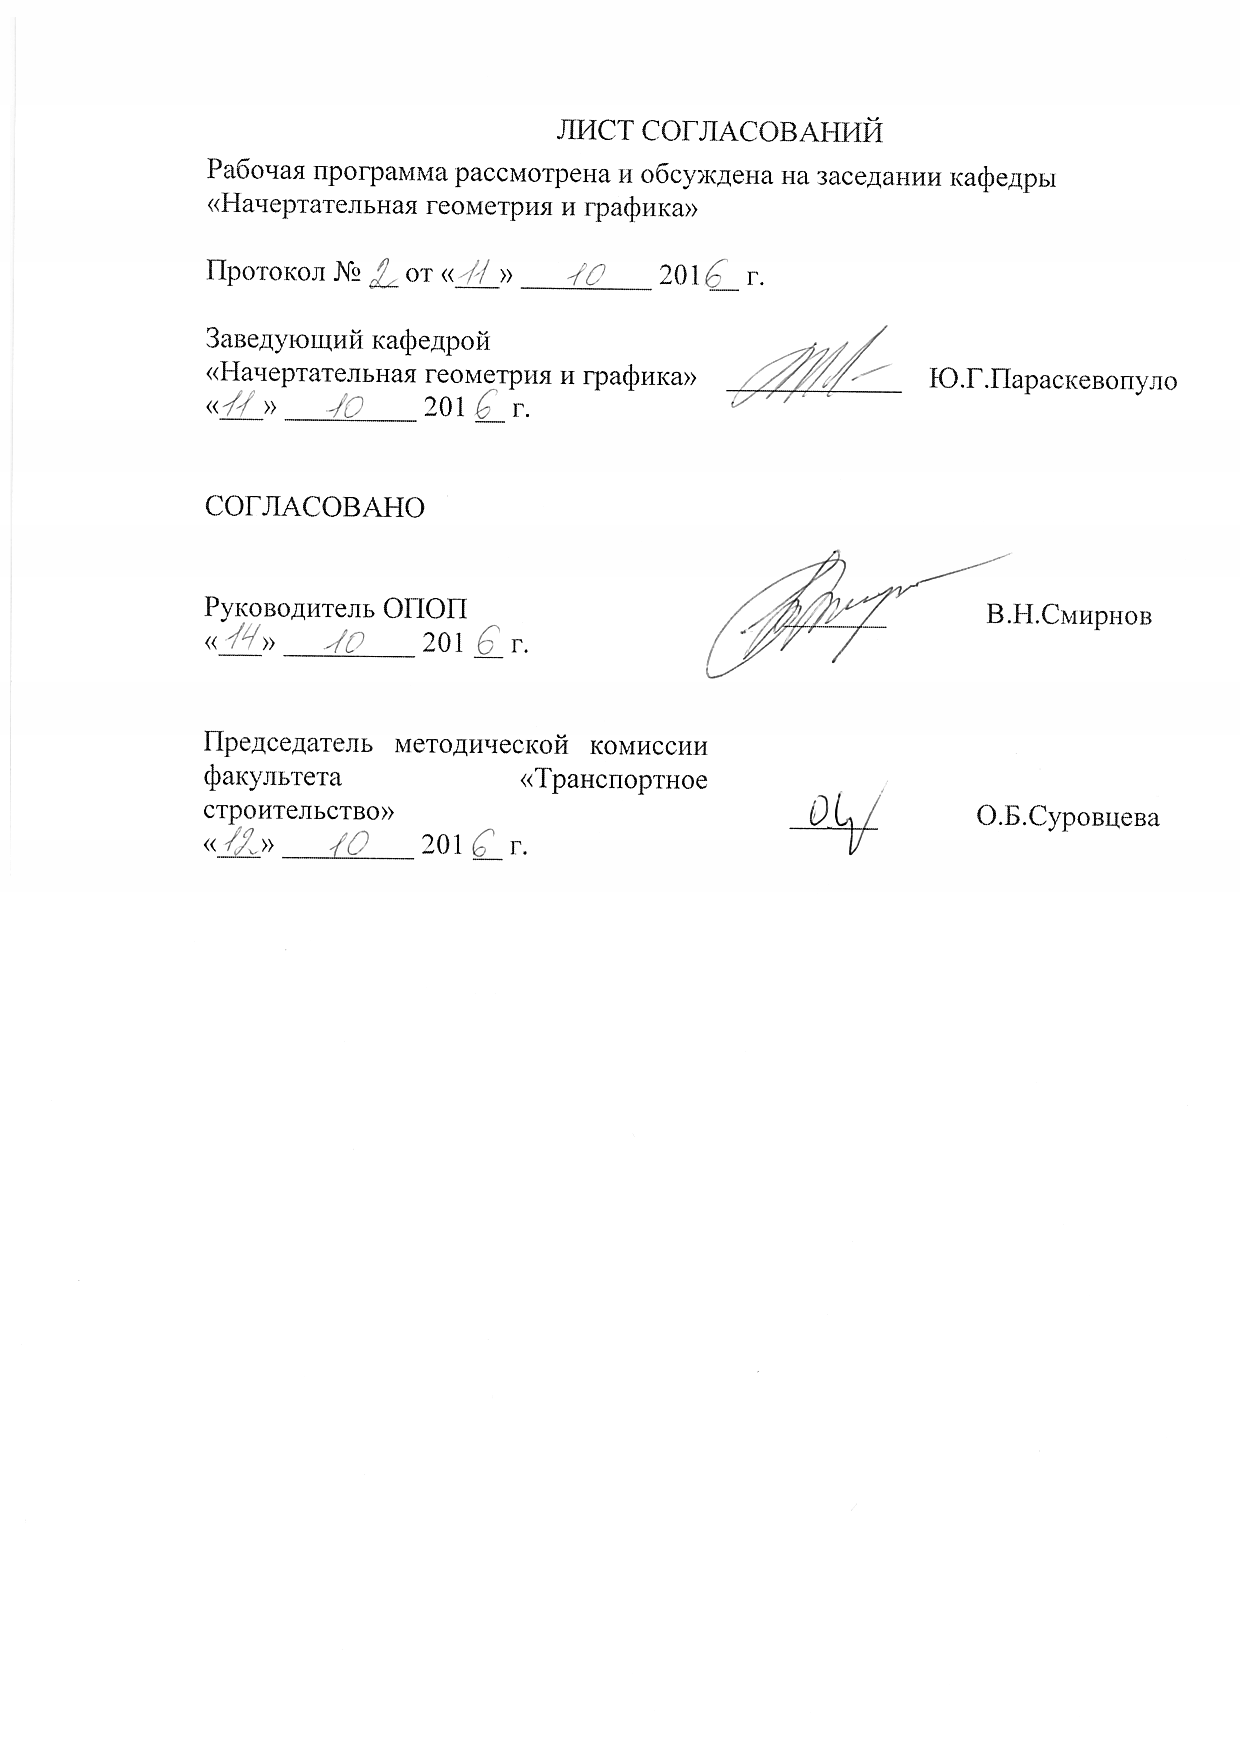 ЛИСТ СОГЛАСОВАНИЙ
Рабочая программа рассмотрена и обсуждена на заседании кафедры
«Начертательная геометрия и графика»
Протокол № 2 от «11» 10 2016 г.
Заведующий кафедрой
«Начертательная геометрия и графика» Ю.Г.Параскевопуло
«11» 10 2016 г.
СОГЛАСОВАНО
Руководитель ОПОП В.Н.Смирнов
«14» 10 2016 г.
Председатель методической комиссии
факультета «Транспортное
строительство» О.Б.Суровцева
«12» 10 2016 г.